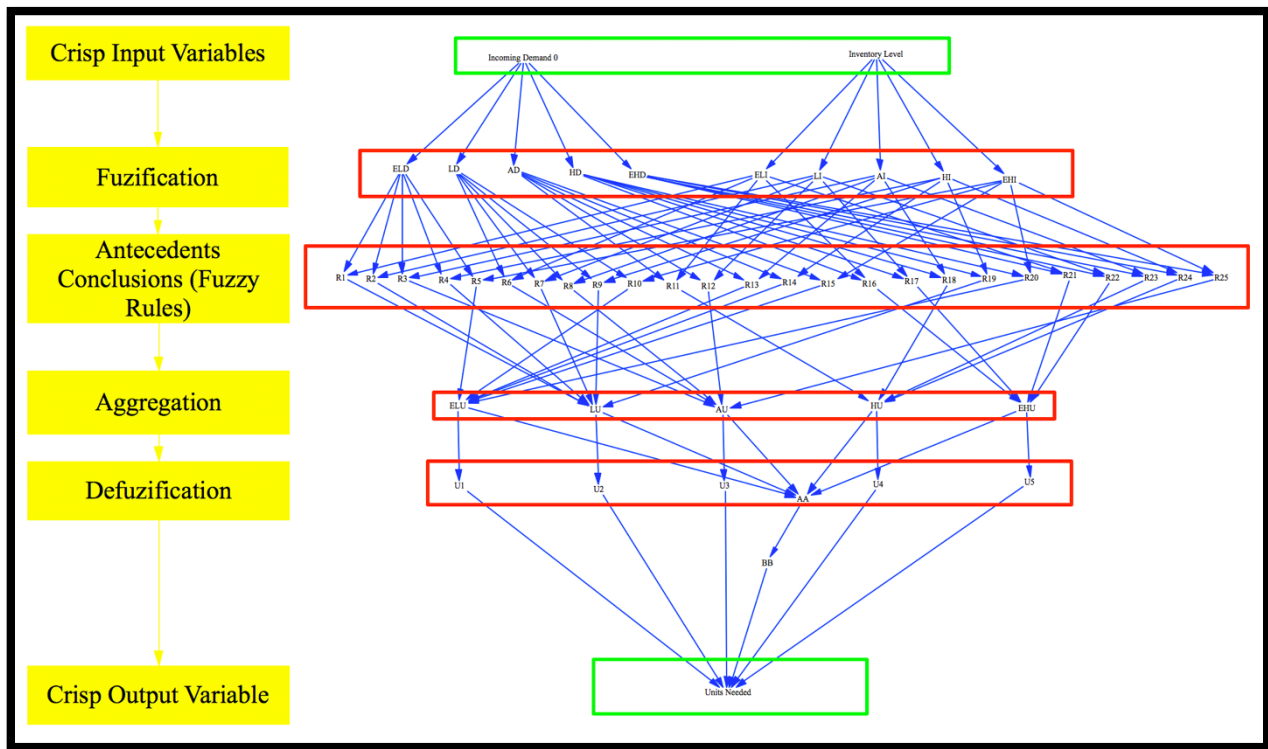 Crisp Input Variables
Incoming Demand 0
Inventory Level
Fuzification
ELD
LD
AD
HD
EHD
ELI
LI
AI
HI
EHI
Antecedents
Conclusions (Fuzzy
Rules)
R1
R2
R3
R4
R5
R6
R7
R8
R9
R10
R11
R12
R13
R14
R15
R16
R17
R18
R19
R20
R21
R22
R23
R24
R25
Aggregation
ELU
LU
AU
HU
EHU
Defuzification
U1
U2
U3
AA
U4
U5
BB
Crisp Output Variable
Units Needed